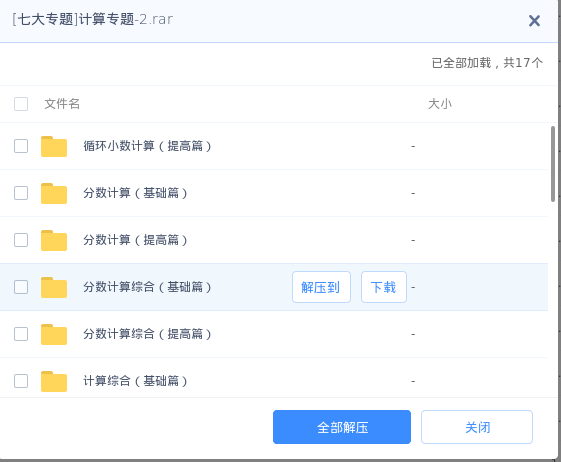 [七大专题]计算专题-2.rar
已全部加载，共17个
文件名 大小
循环小数计算（提高篇） -
分数计算（基础篇） -
分数计算（提高篇） -
分数计算综合（基础篇） 解压到 下载 -
分数计算综合（提高篇） -
计算综合（基础篇） -
全部解压 关闭